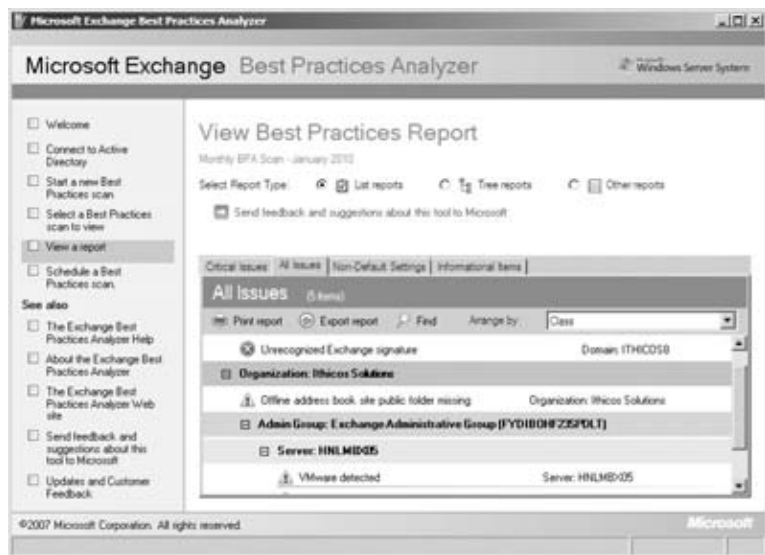 Microsoft Exchange Best Practices Analyzer
Microsoft Exchange Best Practices Analyzer
Windows Server System
Welcome
Connect to Active
Directory
Start a new Best
Practices scan
Select a Best Practices
scan to view
View a report
Schedule a Best
Practices scan.
See also
The Exchange Best
Practices Analyzer Help
About the Exchange Best
Practices Analyzer
The Exchange Best
Practices Analyzer Web
site
Send feedback and
suggestions about this
tool to Microsoft
Updates and Customer
Feedback
View Best Practices Report
Monthly BPA Scan - January 2010
Select Report Type: List reports Tree reports Other reports
Send feedback and suggestions about this tool to Microsoft
Critical Issues All Issues Non-Default Settings Informational Items
All Issues (5 items)
Print report Export report Find Arrange by: Class
Unrecognized Exchange signature Domain: ITHICOS8
Organization: Ithicos Solutions
Offline address book site public folder missing Organization: Ithicos Solutions
Admin Group: Exchange Administrative Group (FYDIBOHF23SPDLT)
Server: HNLMBX05
VMware detected Server: HNLMBX05
©2007 Microsoft Corporation. All rights reserved.
Microsoft